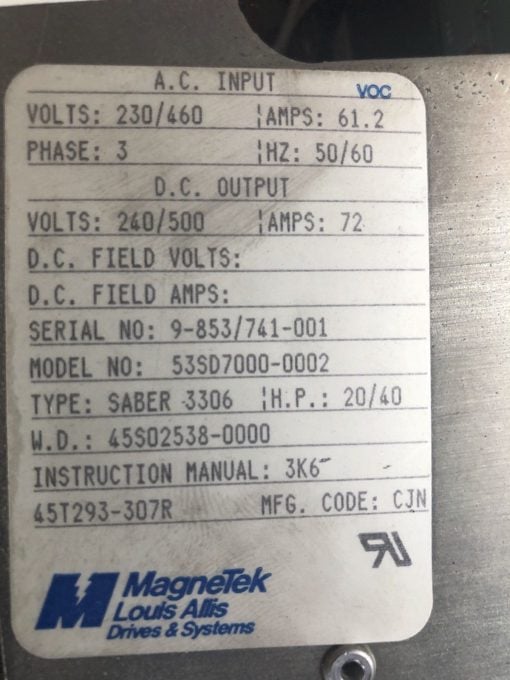 A.C. INPUT VOC
VOLTS: 230/460 ¦AMPS: 61.2
PHASE: 3 ¦HZ: 50/60
D.C. OUTPUT
VOLTS: 240/500 ¦AMPS: 72
D.C. FIELD VOLTS:
D.C. FIELD AMPS:
SERIAL NO: 9-853/741-001
MODEL NO: 53SD7000-0002
TYPE: SABER 3306 ¦H.P.: 20/40
W.D.: 45S02538-0000
INSTRUCTION MANUAL: 3K6
45T293-307R MFG. CODE: CJN
MagneTek
Louis Allis
Drives & Systems